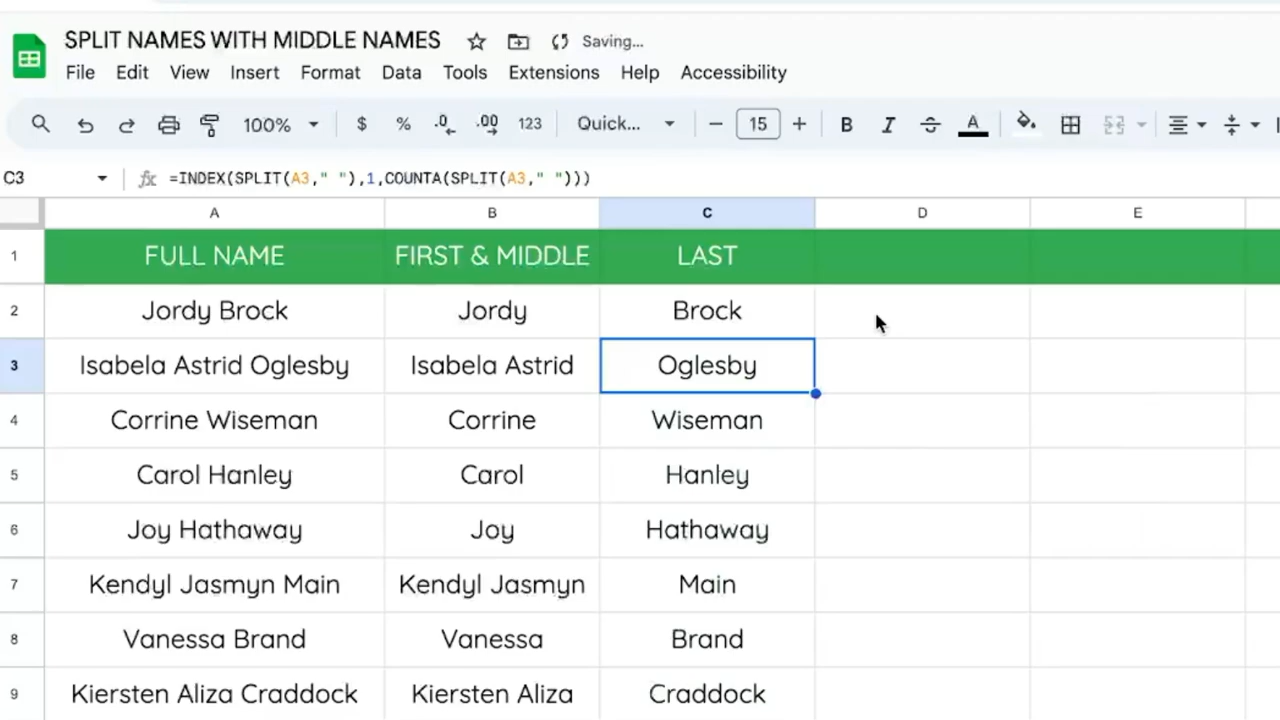 SPLIT NAMES WITH MIDDLE NAMES Saving...
File Edit View Insert Format Data Tools Extensions Help Accessibility
100% $ % .0 .00 123 Quick... 15 B I S A
C3 fx =INDEX(SPLIT(A3," "),1,COUNTA(SPLIT(A3," ")))
A B C D E
1 FULL NAME FIRST & MIDDLE LAST
2 Jordy Brock Jordy Brock
3 Isabela Astrid Oglesby Isabela Astrid Oglesby
4 Corrine Wiseman Corrine Wiseman
5 Carol Hanley Carol Hanley
6 Joy Hathaway Joy Hathaway
7 Kendyl Jasmyn Main Kendyl Jasmyn Main
8 Vanessa Brand Vanessa Brand
9 Kiersten Aliza Craddock Kiersten Aliza Craddock